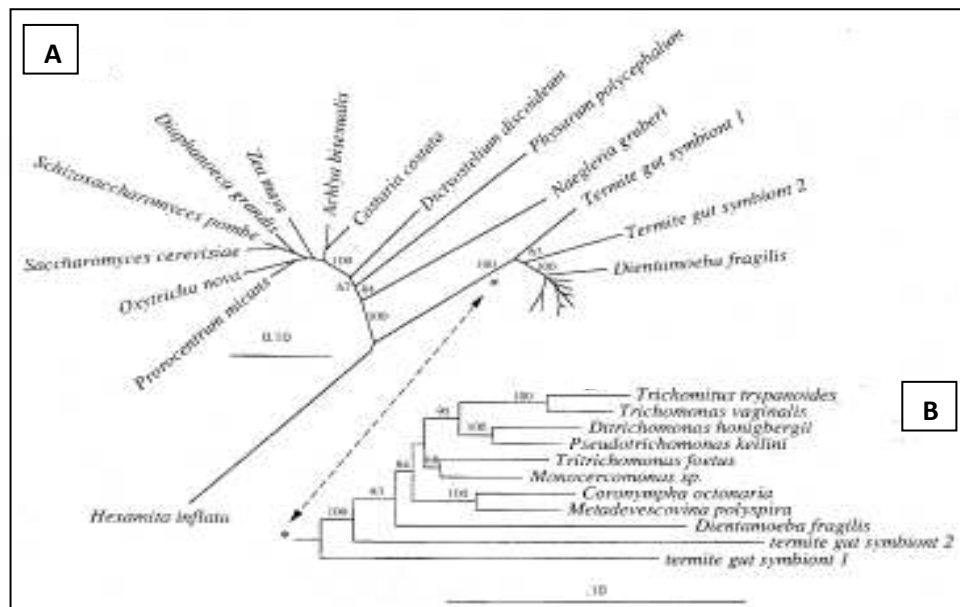 A
Schizosaccharomyces pombe
Diaphanoeca grandis
Zea mays
Costaria costata
Dictyostelium discoideum
Physarum polycephalum
Naegleria gruberi
Termite gut symbiont 1
Termite gut symbiont 2
Dientamoeba fragilis
Saccharomyces cerevisiae
Oxytricha nova
Prorocentrum micans
100
100
100
0.10
*
Hexamita inflata
B
100
Trichomitus trypanoides
Trichomonas vaginalis
100
Ditrichomonas honigbergii
Pseudotrichomonas keilini
Tritrichomonas foetus
Monocercomonas sp.
100
Coronympha octonaria
Metadevescovina polyspira
Dientamoeba fragilis
100
termite gut symbiont 2
*
termite gut symbiont 1
.10